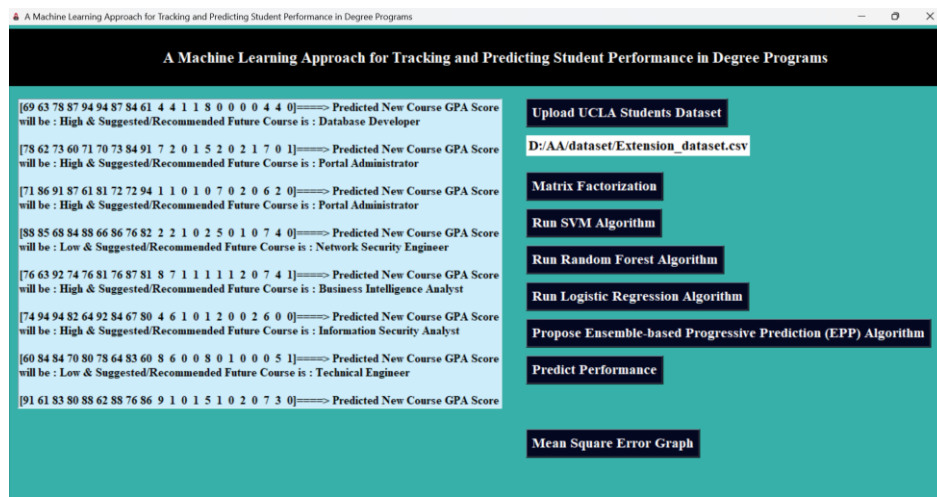 A Machine Learning Approach for Tracking and Predicting Student Performance in Degree Programs
A Machine Learning Approach for Tracking and Predicting Student Performance in Degree Programs
[69 63 78 87 94 94 87 84 61 4 4 1 1 8 0 0 0 0 4 4 0]====> Predicted New Course GPA Score
will be : High & Suggested/Recommended Future Course is : Database Developer
[78 62 73 60 71 70 73 84 91 7 2 0 1 5 2 0 2 1 7 0 1]====> Predicted New Course GPA Score
will be : High & Suggested/Recommended Future Course is : Portal Administrator
[71 86 91 87 61 81 72 72 94 1 1 0 1 0 7 0 2 0 6 2 0]====> Predicted New Course GPA Score
will be : High & Suggested/Recommended Future Course is : Portal Administrator
[88 85 68 84 88 66 86 76 82 2 2 1 0 2 5 0 1 0 7 4 0]====> Predicted New Course GPA Score
will be : Low & Suggested/Recommended Future Course is : Network Security Engineer
[76 63 92 74 76 81 76 87 81 8 7 1 1 1 1 1 2 0 7 4 1]====> Predicted New Course GPA Score
will be : High & Suggested/Recommended Future Course is : Business Intelligence Analyst
[74 94 94 82 64 92 84 67 80 4 6 1 0 1 2 0 0 2 6 0 0]====> Predicted New Course GPA Score
will be : High & Suggested/Recommended Future Course is : Information Security Analyst
[60 84 84 70 80 78 64 83 60 8 6 0 0 8 0 1 0 0 0 5 1]====> Predicted New Course GPA Score
will be : Low & Suggested/Recommended Future Course is : Technical Engineer
[91 61 83 80 88 62 88 76 86 9 1 0 1 5 1 0 2 0 7 3 0]====> Predicted New Course GPA Score
Upload UCLA Students Dataset
D:/AA/dataset/Extension_dataset.csv
Matrix Factorization
Run SVM Algorithm
Run Random Forest Algorithm
Run Logistic Regression Algorithm
Propose Ensemble-based Progressive Prediction (EPP) Algorithm
Predict Performance
Mean Square Error Graph